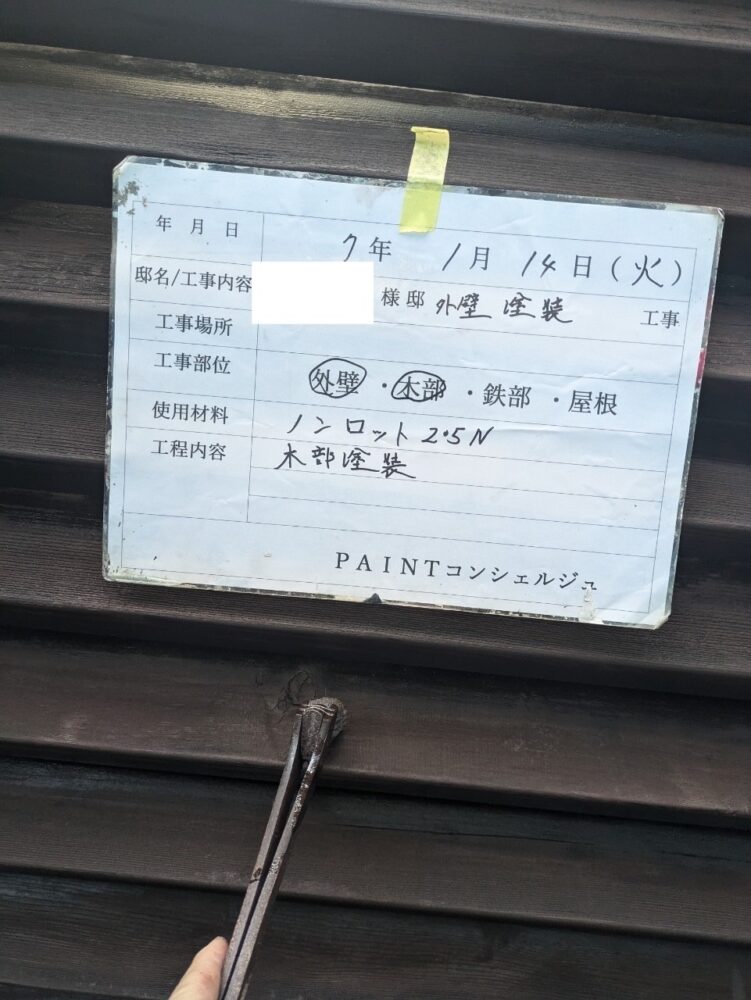 年月日 7年 1月 14日(火)
邸名/工事内容 様邸 外壁 塗装 工事
工事場所
工事部位 外壁・木部・鉄部・屋根
使用材料 ノンロット 2.5N
工程内容 木部塗装
PAINTコンシェルジュ